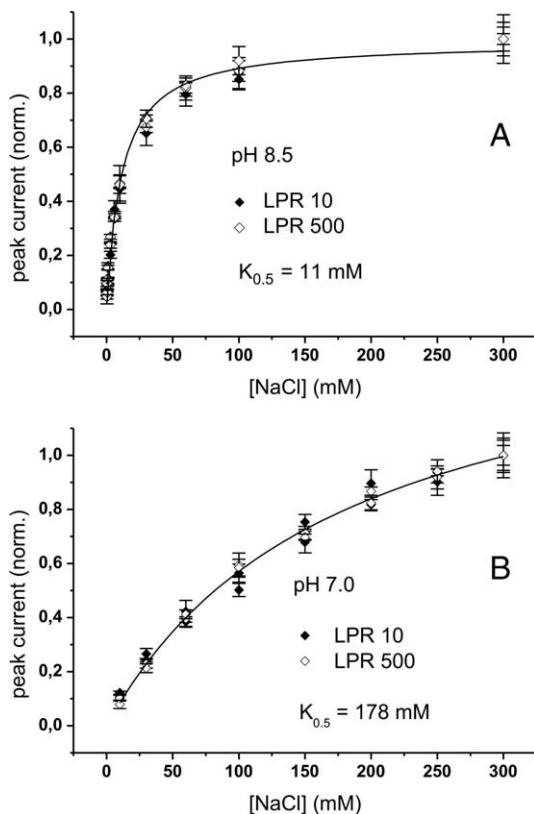 peak current (norm.)
1,0
0,8
0,6
0,4
0,2
0,0
A
pH 8.5
LPR 10
LPR 500
K0.5 = 11 mM
0 50 100 150 200 250 300
[NaCl] (mM)
peak current (norm.)
1,0
0,8
0,6
0,4
0,2
0,0
B
pH 7.0
LPR 10
LPR 500
K0.5 = 178 mM
0 50 100 150 200 250 300
[NaCl] (mM)